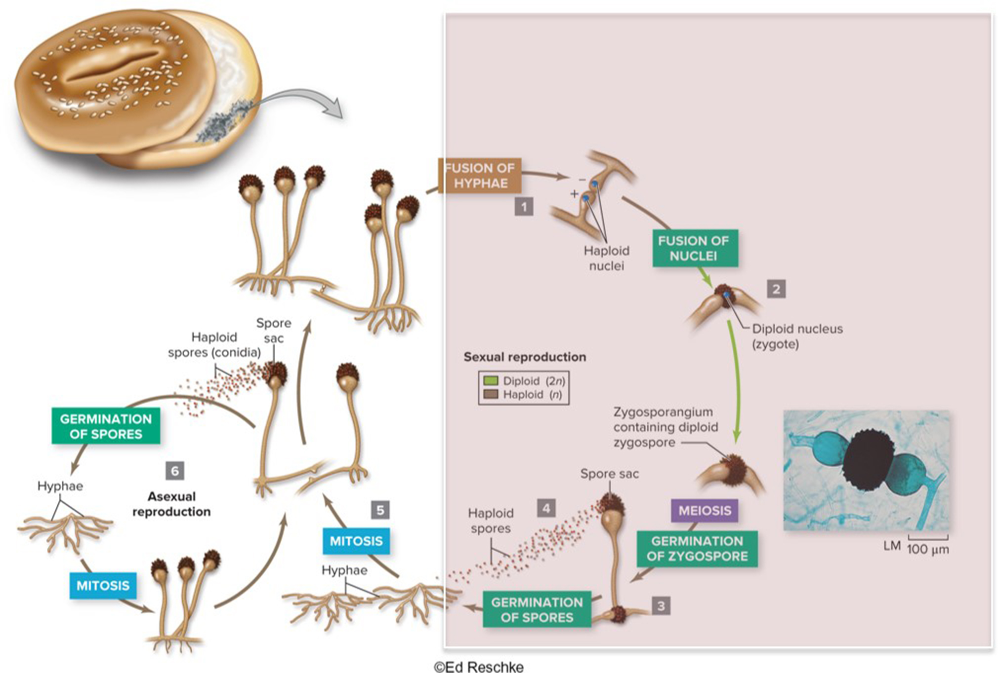 FUSION OF
HYPHAE
1
−
+
Haploid
nuclei
FUSION OF
NUCLEI
2
Diploid nucleus
(zygote)
Spore
sac
Haploid
spores (conidia)
Sexual reproduction
Diploid (2n)
Haploid (n)
GERMINATION
OF SPORES
Zygosporangium
containing diploid
zygospore
6
Asexual
reproduction
Hyphae
Spore sac
4
Haploid
spores
5
MITOSIS
MEIOSIS
GERMINATION
OF ZYGOSPORE
LM 100 μm
Hyphae
MITOSIS
GERMINATION
OF SPORES
3
©Ed Reschke